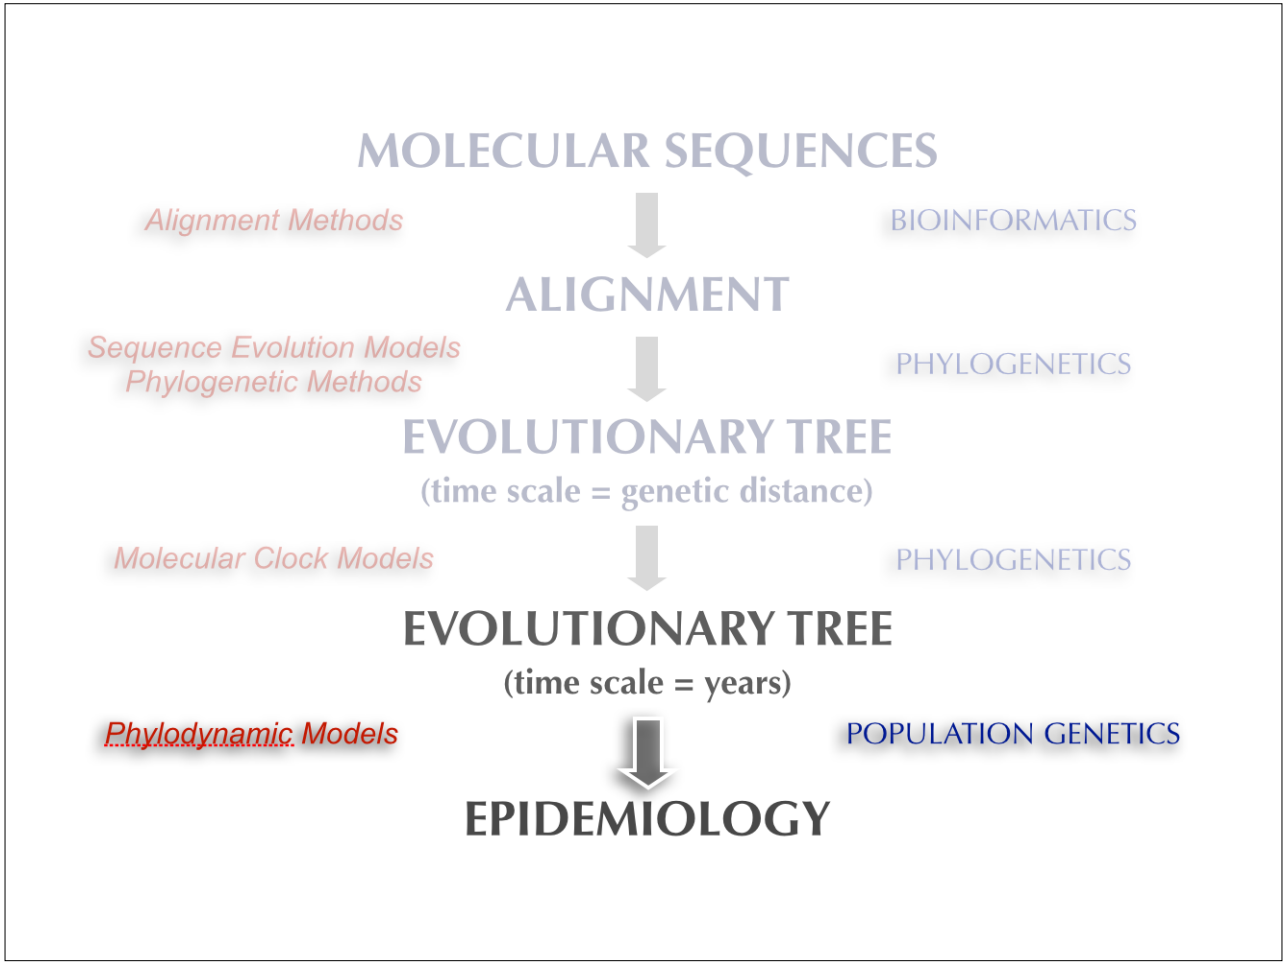 MOLECULAR SEQUENCES
Alignment Methods
BIOINFORMATICS
ALIGNMENT
Sequence Evolution Models
Phylogenetic Methods
PHYLOGENETICS
EVOLUTIONARY TREE
(time scale = genetic distance)
Molecular Clock Models
PHYLOGENETICS
EVOLUTIONARY TREE
(time scale = years)
Phylodynamic Models
POPULATION GENETICS
EPIDEMIOLOGY